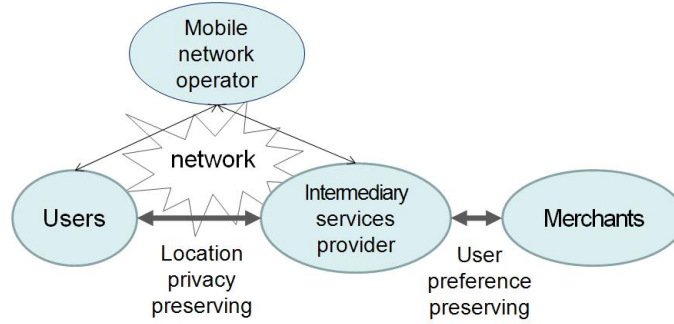 Mobile
network
operator
network
Users
Intermediary
services
provider
Merchants
Location
privacy
preserving
User
preference
preserving